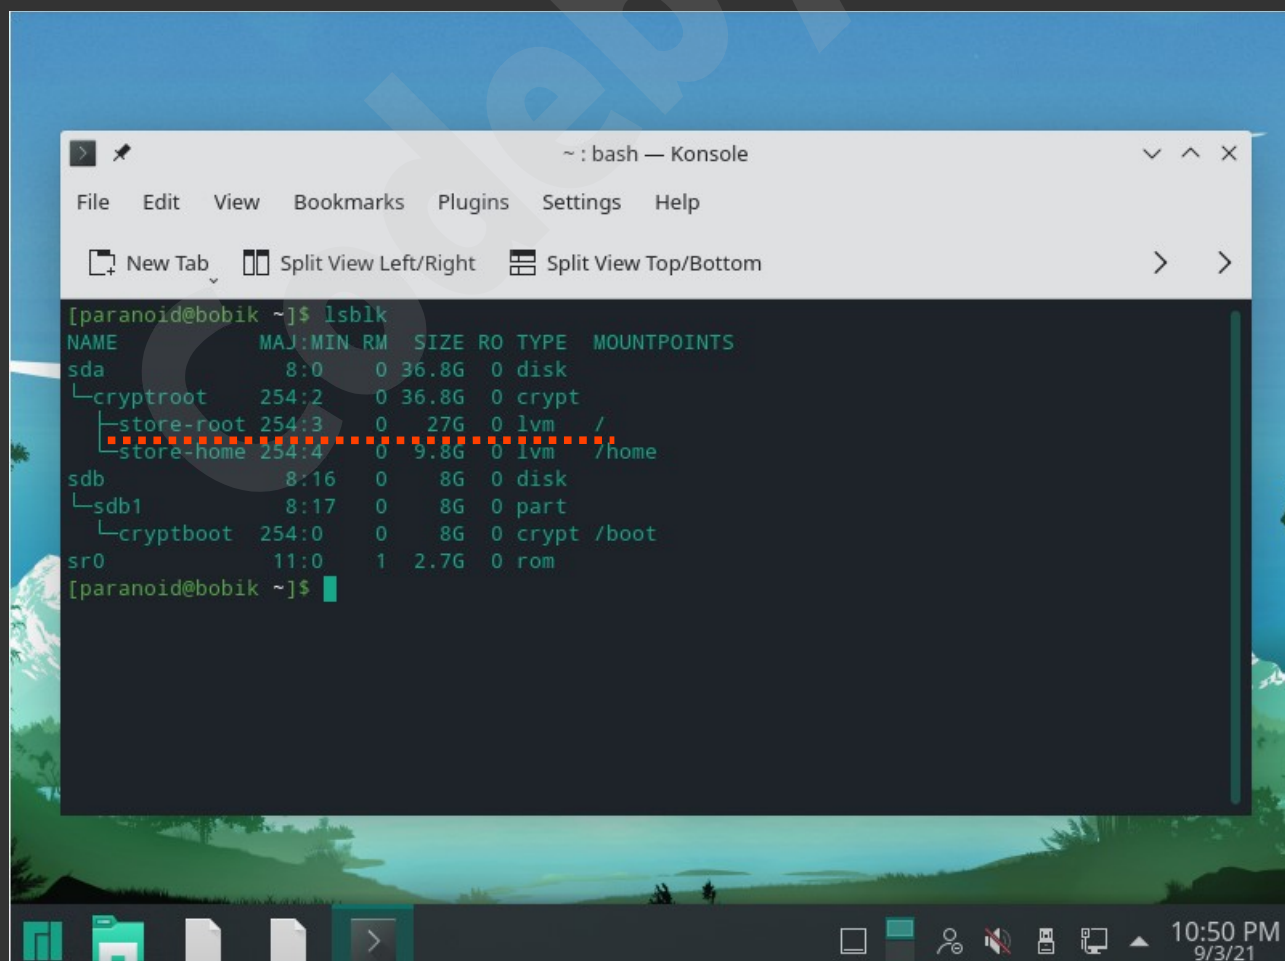 ~ : bash — Konsole
File Edit View Bookmarks Plugins Settings Help
New Tab Split View Left/Right Split View Top/Bottom
[paranoid@bobik ~]$ lsblk
NAME MAJ:MIN RM SIZE RO TYPE MOUNTPOINTS
sda 8:0 0 36.8G 0 disk
└─cryptroot 254:2 0 36.8G 0 crypt
├─store-root 254:3 0 27G 0 lvm /
└─store-home 254:4 0 9.8G 0 lvm /home
sdb 8:16 0 8G 0 disk
└─sdb1 8:17 0 8G 0 part
└─cryptboot 254:0 0 8G 0 crypt /boot
sr0 11:0 1 2.7G 0 rom
[paranoid@bobik ~]$
10:50 PM
9/3/21